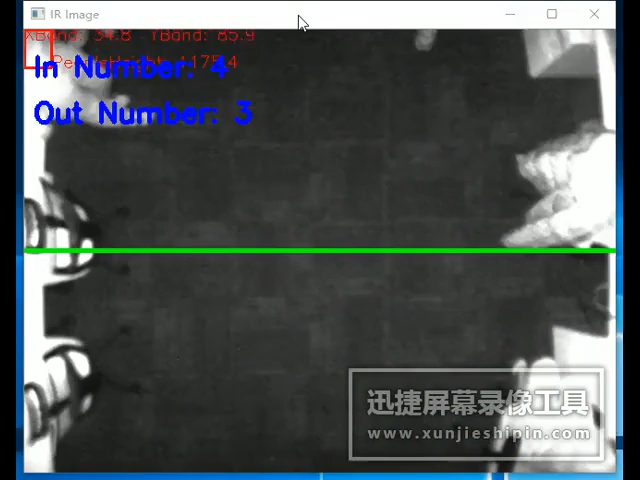 IR Image
XBand: 34.8 YBand: 85.9
In Number: 4
Out Number: 3
迅捷屏幕录像工具
www.xunjieshipin.com